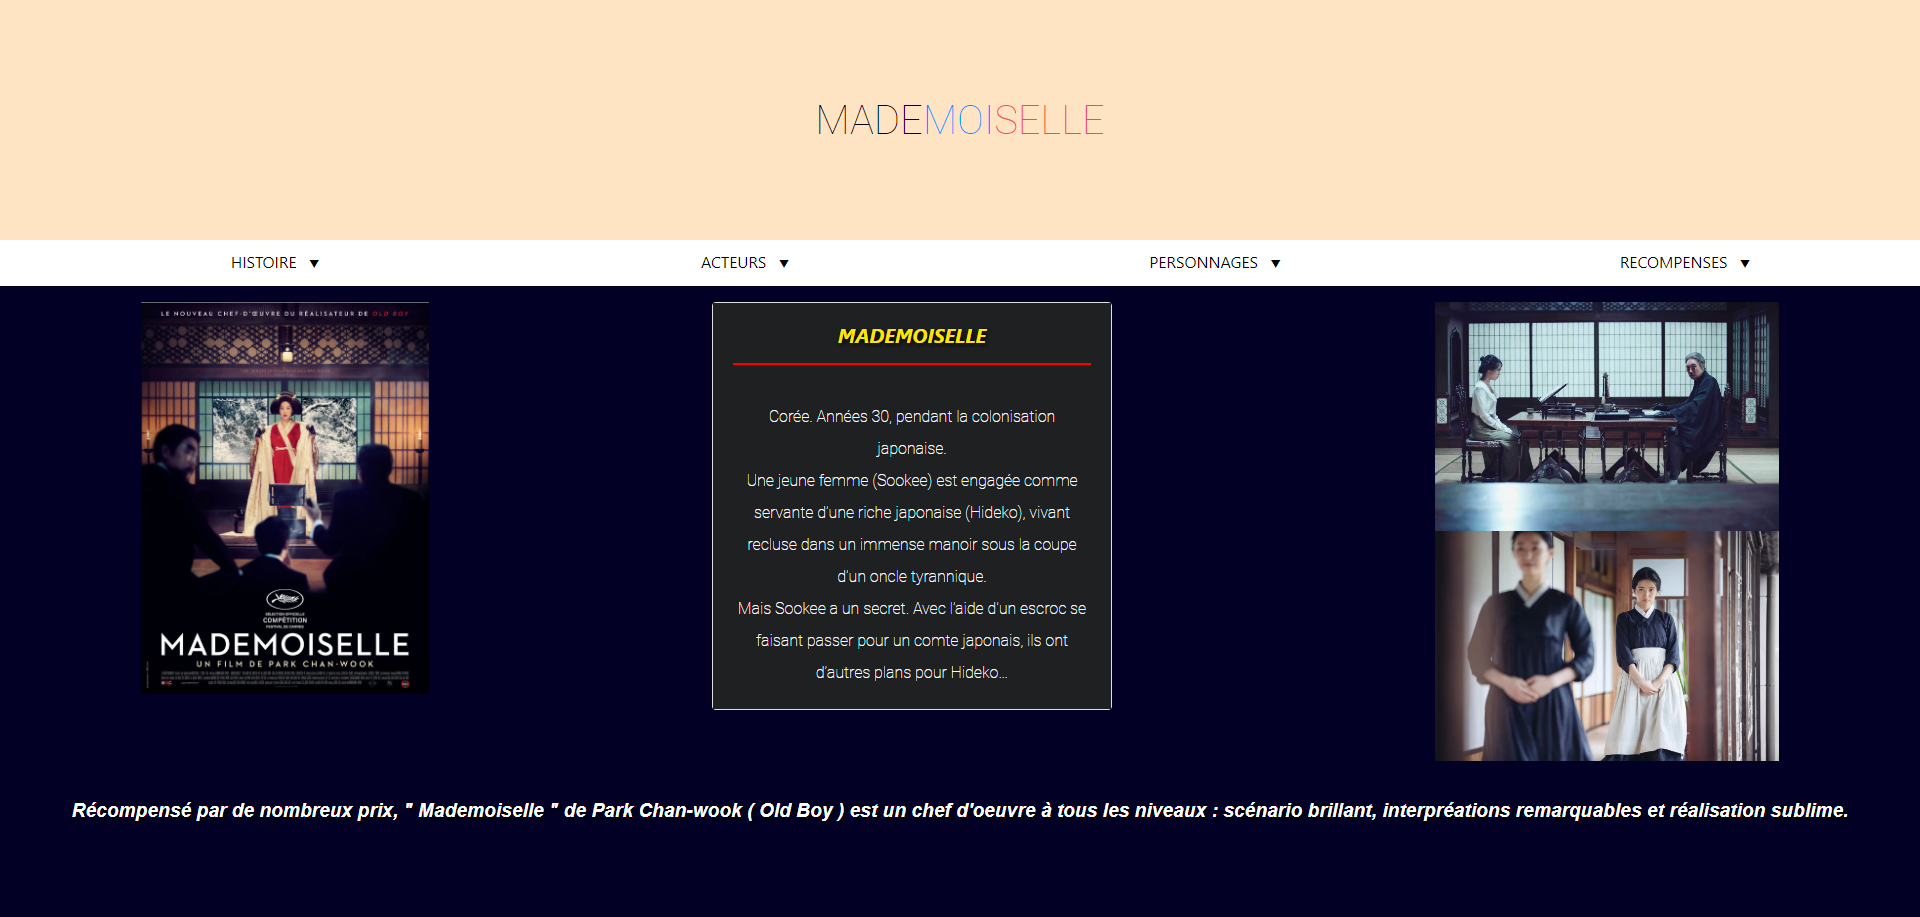 MADEMOISELLE
HISTOIRE ▼ ACTEURS ▼ PERSONNAGES ▼ RECOMPENSES ▼
LE NOUVEAU CHEF-D'ŒUVRE DU RÉALISATEUR DE OLD BOY
SÉLECTION OFFICIELLE
COMPÉTITION
FESTIVAL DE CANNES
MADEMOISELLE
UN FILM DE PARK CHAN-WOOK
MADEMOISELLE
Corée. Années 30, pendant la colonisation
japonaise.
Une jeune femme (Sookee) est engagée comme
servante d'une riche japonaise (Hideko), vivant
recluse dans un immense manoir sous la coupe
d'un oncle tyrannique.
Mais Sookee a un secret. Avec l'aide d'un escroc se
faisant passer pour un comte japonais, ils ont
d'autres plans pour Hideko...
Récompensé par de nombreux prix, " Mademoiselle " de Park Chan-wook ( Old Boy ) est un chef d'oeuvre à tous les niveaux : scénario brillant, interpréations remarquables et réalisation sublime.